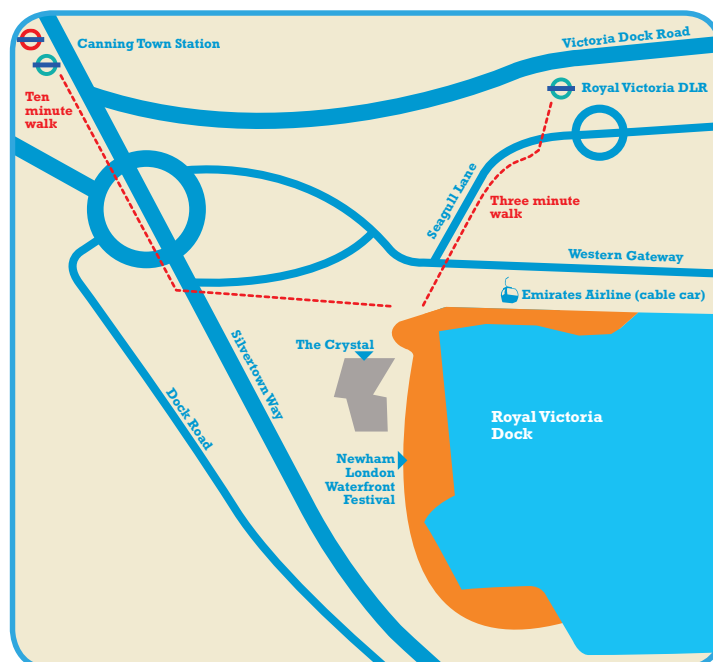 Victoria Dock Road
Canning Town Station
Royal Victoria DLR
Ten
minute
walk
Seagull Lane
Three minute
walk
Western Gateway
Emirates Airline (cable car)
The Crystal
Silvertown Way
Dock Road
Royal Victoria
Dock
Newham
London
Waterfront
Festival